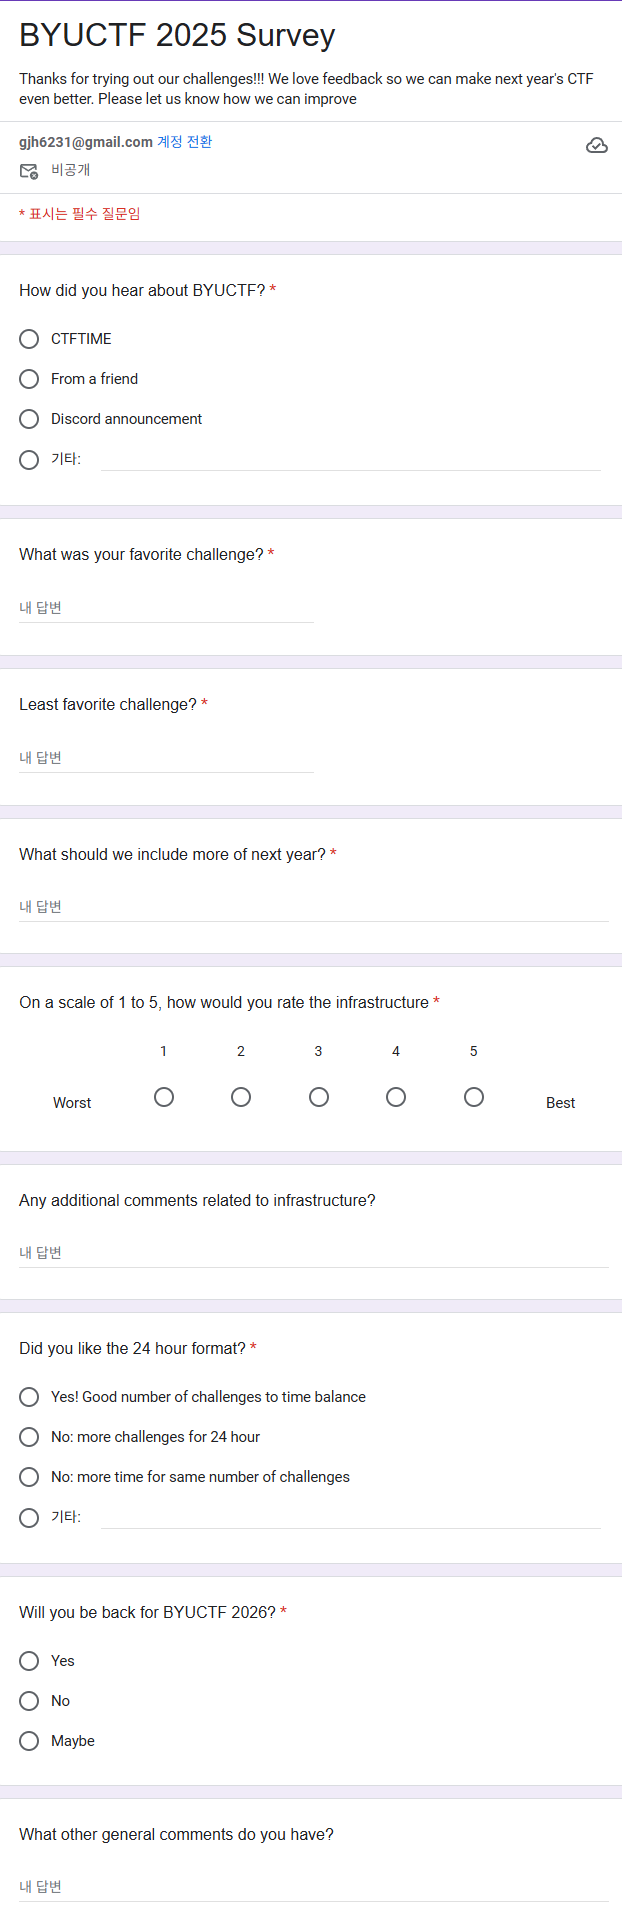 BYUCTF 2025 Survey
Thanks for trying out our challenges!!! We love feedback so we can make next year's CTF
even better. Please let us know how we can improve
gjh6231@gmail.com 계정 전환
비공개
* 표시는 필수 질문임
How did you hear about BYUCTF? *
CTFTIME
From a friend
Discord announcement
기타:
What was your favorite challenge? *
내 답변
Least favorite challenge? *
내 답변
What should we include more of next year? *
내 답변
On a scale of 1 to 5, how would you rate the infrastructure *
1 2 3 4 5
Worst Best
Any additional comments related to infrastructure?
내 답변
Did you like the 24 hour format? *
Yes! Good number of challenges to time balance
No: more challenges for 24 hour
No: more time for same number of challenges
기타:
Will you be back for BYUCTF 2026? *
Yes
No
Maybe
What other general comments do you have?
내 답변